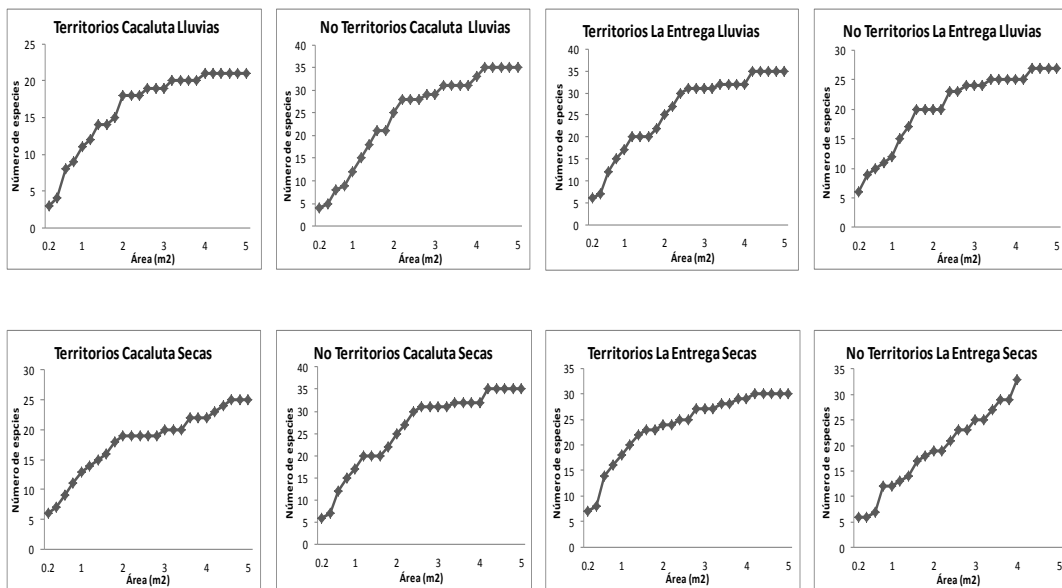 Territorios Cacaluta Lluvias
Número de especies
25
20
15
10
5
0
0.2 1 2 3 4 5
Área (m2)
No Territorios Cacaluta Lluvias
Número de especies
40
35
30
25
20
15
10
5
0
0.2 1 2 3 4 5
Área (m2)
Territorios La Entrega Lluvias
Número de especies
40
35
30
25
20
15
10
5
0
0.2 1 2 3 4 5
Área (m2)
No Territorios La Entrega Lluvias
Número de especies
30
25
20
15
10
5
0
0.2 1 2 3 4 5
Área (m2)
Territorios Cacaluta Secas
Número de especies
30
25
20
15
10
5
0
0.2 1 2 3 4 5
Área (m2)
No Territorios Cacaluta Secas
Número de especies
40
35
30
25
20
15
10
5
0
0.2 1 2 3 4 5
Área (m2)
Territorios La Entrega Secas
Número de especies
35
30
25
20
15
10
5
0
0.2 1 2 3 4 5
Área (m2)
No Territorios La Entrega Secas
Número de especies
35
30
25
20
15
10
5
0
0.2 1 2 3 4 5
Área (m2)